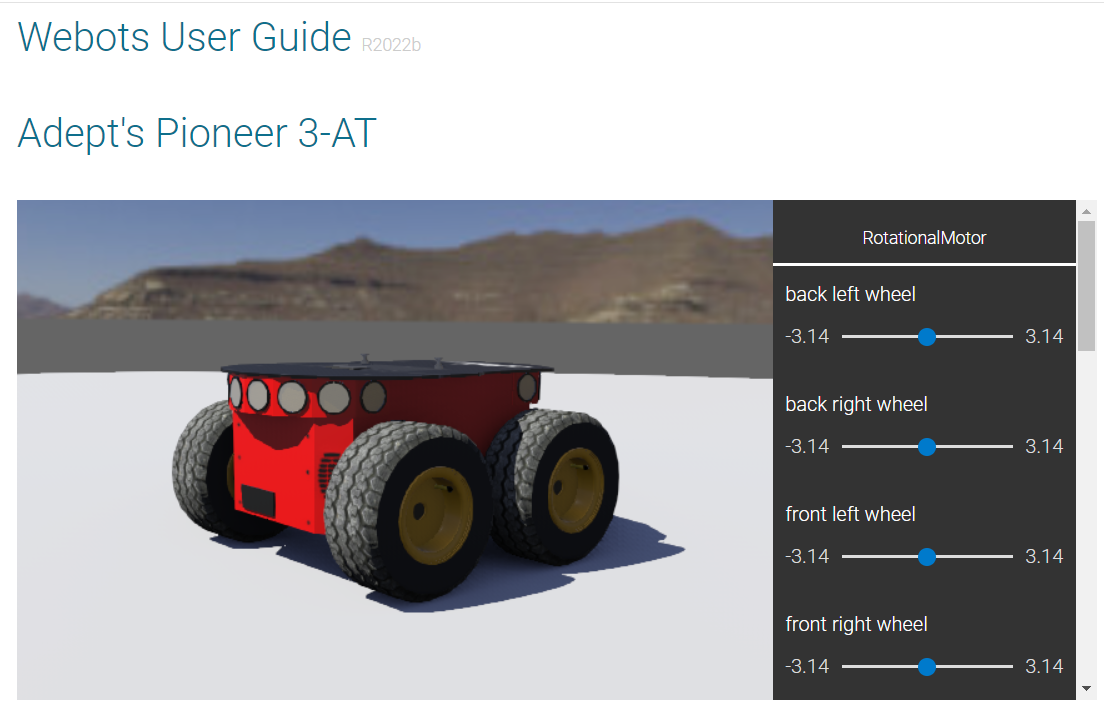 Webots User Guide R2022b
Adept's Pioneer 3-AT
RotationalMotor
back left wheel
-3.14 3.14
back right wheel
-3.14 3.14
front left wheel
-3.14 3.14
front right wheel
-3.14 3.14